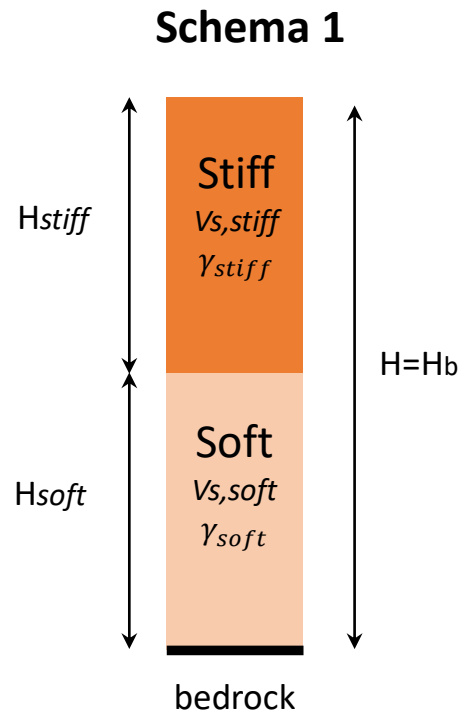 Schema 1
Stiff
Vs,stiff
γstiff
Hstiff
H=Hb
Soft
Vs,soft
γsoft
Hsoft
bedrock